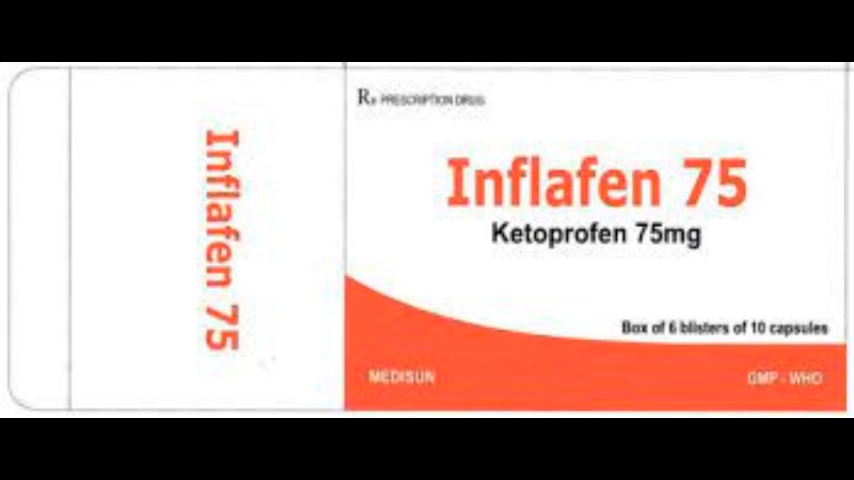 Inflafen 75
Rx PRESCRIPTION DRUG
Inflafen 75
Ketoprofen 75mg
Box of 6 blisters of 10 capsules
MEDISUN
GMP - WHO